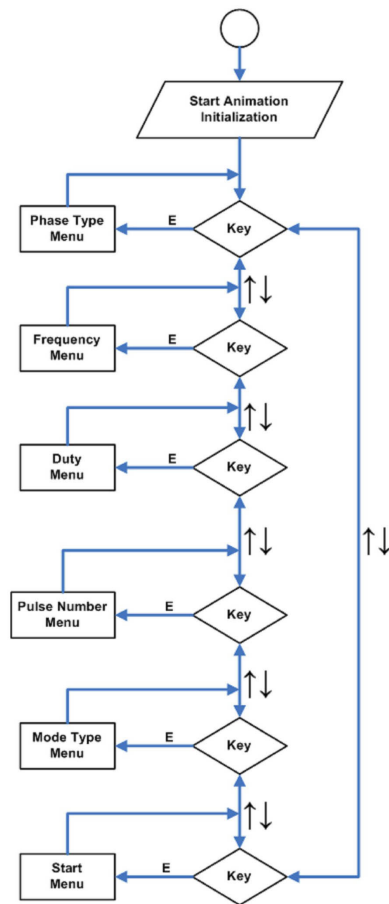 Start Animation
Initialization
Phase Type
Menu
E
Key
↑↓
Frequency
Menu
E
Key
↑↓
Duty
Menu
E
Key
↑↓
↑↓
Pulse Number
Menu
E
Key
↑↓
Mode Type
Menu
E
Key
↑↓
Start
Menu
E
Key